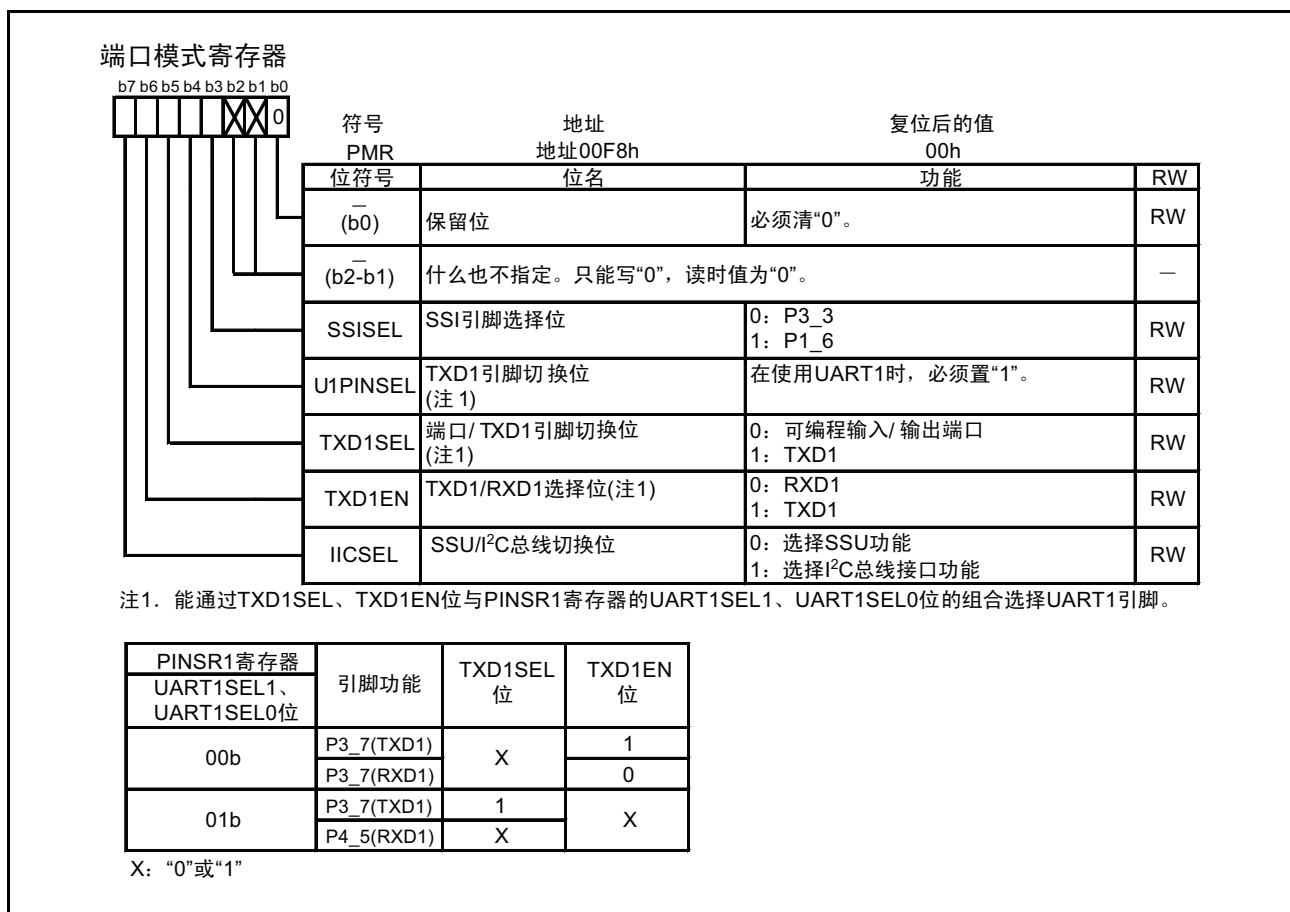 端口模式寄存器
b7 b6 b5 b4 b3 b2 b1 b0
0
符号 地址 复位后的值
PMR 地址00F8h 00h
位符号 位名 功能 RW
—
(b0) 保留位 必须清“0”。 RW
—
(b2-b1) 什么也不指定。只能写“0”，读时值为“0”。 —
SSISEL SSI引脚选择位 0：P3_3
1：P1_6 RW
U1PINSEL TXD1引脚切 换位
(注 1) 在使用UART1时，必须置“1”。 RW
TXD1SEL 端口/ TXD1引脚切换位
(注1) 0：可编程输入/ 输出端口
1：TXD1 RW
TXD1EN TXD1/RXD1选择位(注1) 0：RXD1
1：TXD1 RW
IICSEL SSU/I²C总线切换位 0：选择SSU功能
1：选择I²C总线接口功能 RW
注1．能通过TXD1SEL、TXD1EN位与PINSR1寄存器的UART1SEL1、UART1SEL0位的组合选择UART1引脚。
PINSR1寄存器
UART1SEL1、
UART1SEL0位
引脚功能
TXD1SEL
位
TXD1EN
位
00b P3_7(TXD1) X 1
P3_7(RXD1) 0
01b P3_7(TXD1) 1 X
P4_5(RXD1) X
X：“0”或“1”